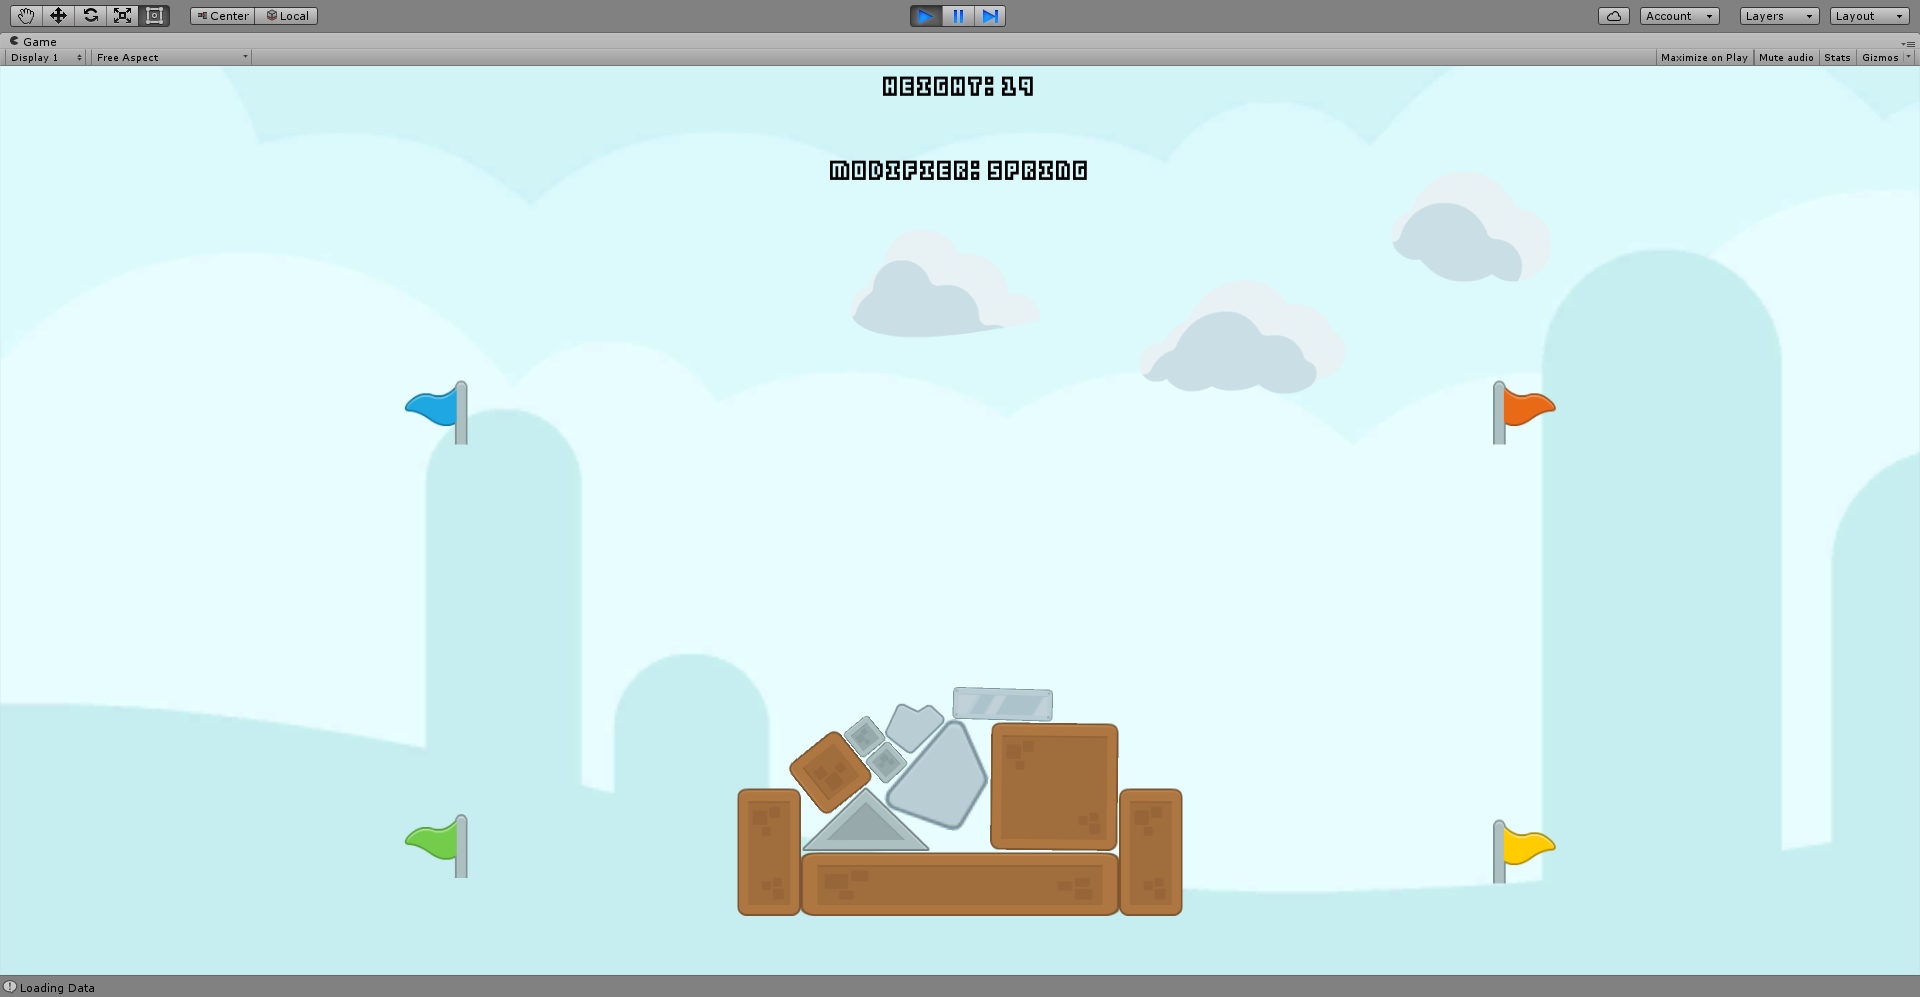 Center Local Account Layers Layout
Game
Display 1 Free Aspect Maximize on Play Mute audio Stats Gizmos
HEIGHT: 19
MODIFIER: SPRING
Loading Data